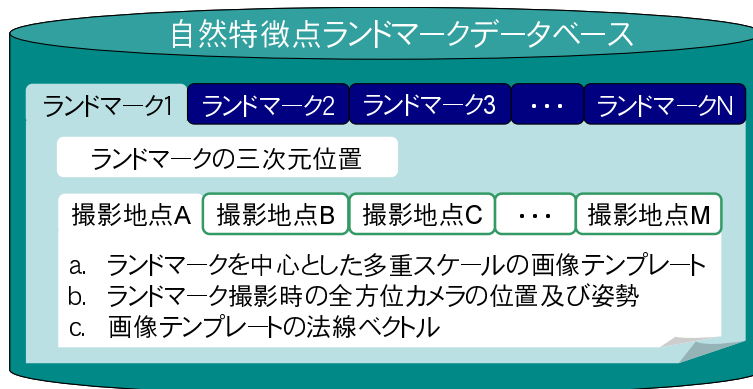 自然特徴点ランドマークデータベース
ランドマーク1 ランドマーク2 ランドマーク3 ・・・ ランドマークN
ランドマークの三次元位置
撮影地点A 撮影地点B 撮影地点C ・・・ 撮影地点M
a. ランドマークを中心とした多重スケールの画像テンプレート
b. ランドマーク撮影時の全方位カメラの位置及び姿勢
c. 画像テンプレートの法線ベクトル